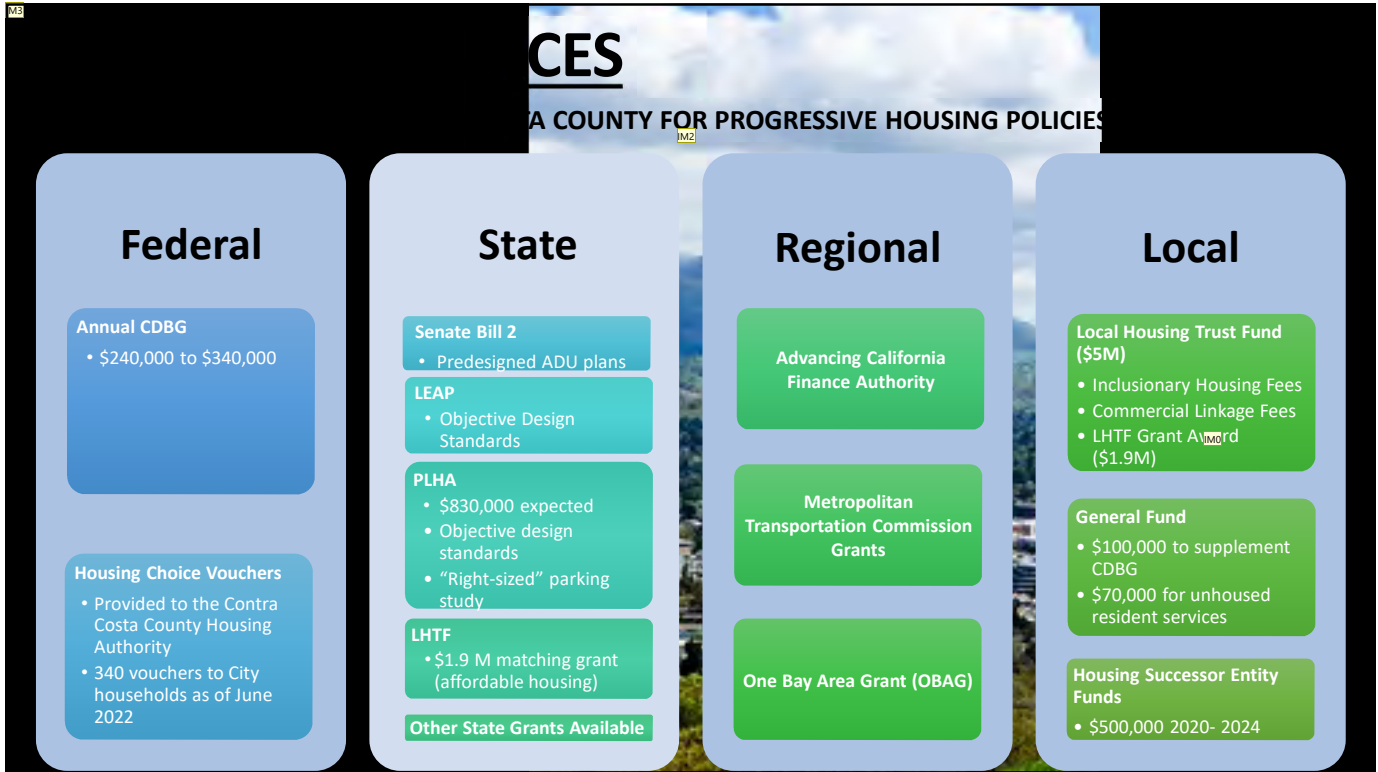 M3
CES
TA COUNTY FOR PROGRESSIVE HOUSING POLICIES
IM2
Federal
Annual CDBG
• $240,000 to $340,000
Housing Choice Vouchers
• Provided to the Contra
Costa County Housing
Authority
• 340 vouchers to City
households as of June
2022
State
Senate Bill 2
• Predesigned ADU plans
LEAP
• Objective Design
Standards
PLHA
• $830,000 expected
• Objective design
standards
• “Right-sized” parking
study
LHTF
• $1.9 M matching grant
(affordable housing)
Other State Grants Available
Regional
Advancing California
Finance Authority
Metropolitan
Transportation Commission
Grants
One Bay Area Grant (OBAG)
Local
Local Housing Trust Fund
($5M)
• Inclusionary Housing Fees
• Commercial Linkage Fees
• LHTF Grant Award
IM0
($1.9M)
General Fund
• $100,000 to supplement
CDBG
• $70,000 for unhoused
resident services
Housing Successor Entity
Funds
• $500,000 2020- 2024